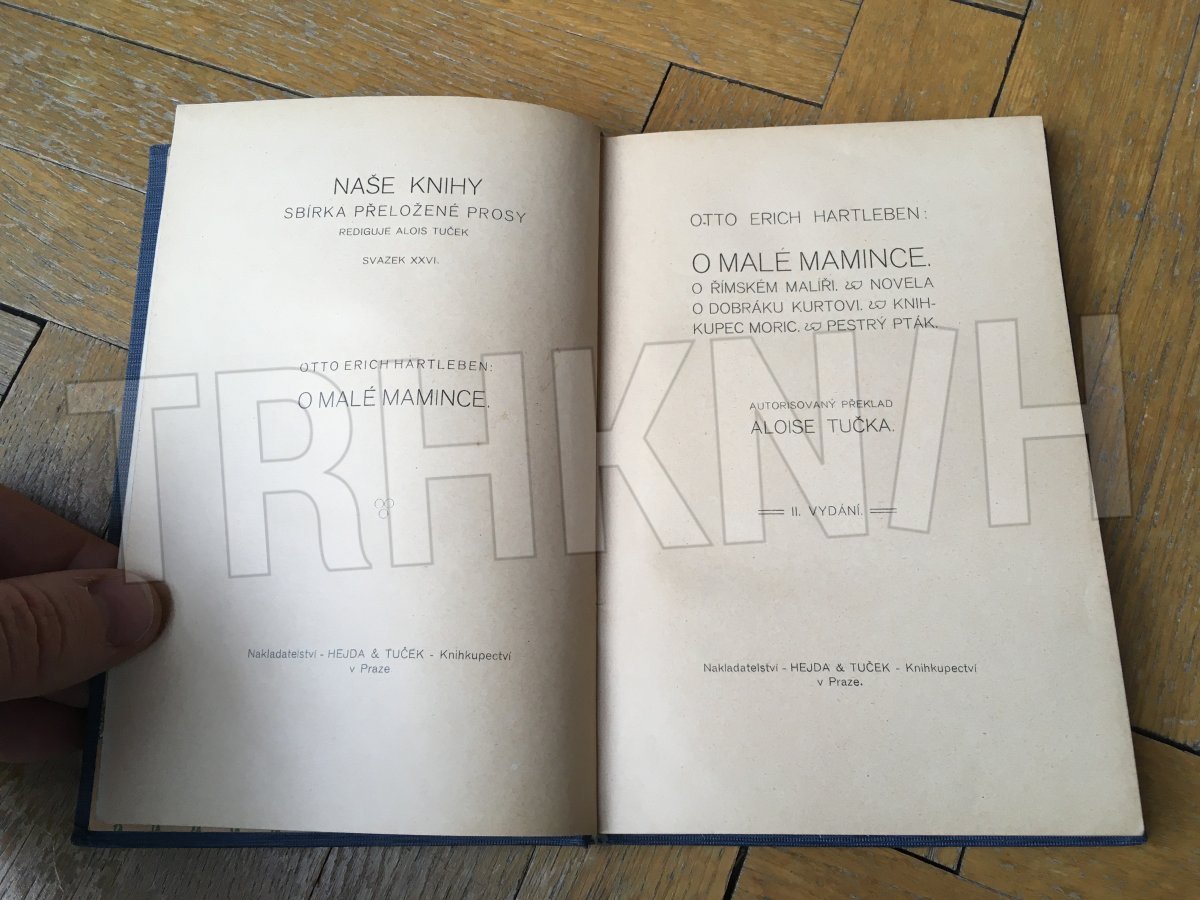 NAŠE KNIHY
SBÍRKA PŘELOŽENÉ PROSY
REDIGUJE ALOIS TUČEK
SVAZEK XXVI.
OTTO ERICH HARTLEBEN:
O MALÉ MAMINCE.
Nakladatelství - HEJDA & TUČEK - Knihkupectví
v Praze
OTTO ERICH HARTLEBEN:
O MALÉ MAMINCE.
O ŘÍMSKÉM MALÍŘI. NOVELA
O DOBRÁKU KURTOVI. KNIH-
KUPEC MORIC. PESTRÝ PTÁK.
AUTORISOVANÝ PŘEKLAD
ALOISE TUČKA.
II. VYDÁNÍ.
Nakladatelství - HEJDA & TUČEK - Knihkupectví
v Praze.
TRHKNIH